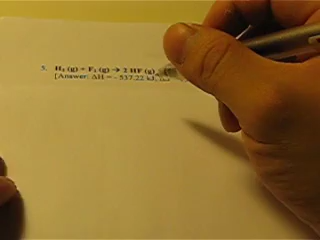 5. H₂ (g) + F₂ (g) → 2 HF (g)
[Answer: ΔH = - 537.22 kJ,